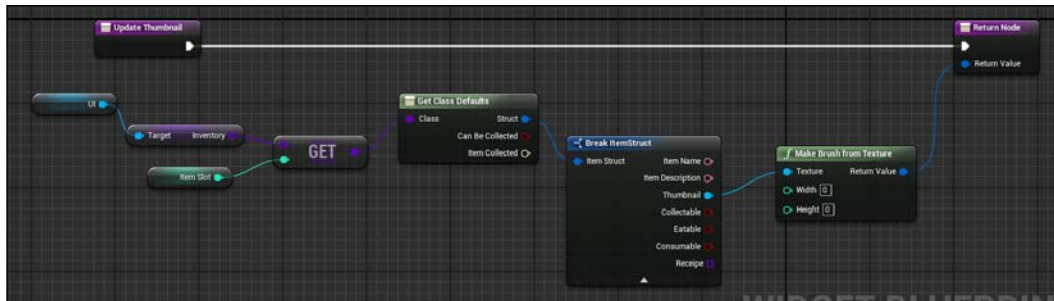 Update Thumbnail
Return Node
Return Value
UI
Get Class Defaults
Class Struct
Can Be Collected
Item Collected
Target Inventory
GET
Item Slot
Break ItemStruct
Item Struct Item Name
Item Description
Thumbnail
Collectable
Eatable
Consumable
Receipe
Make Brush from Texture
Texture Return Value
Width 0
Height 0
WIDGET BLUEPRIN